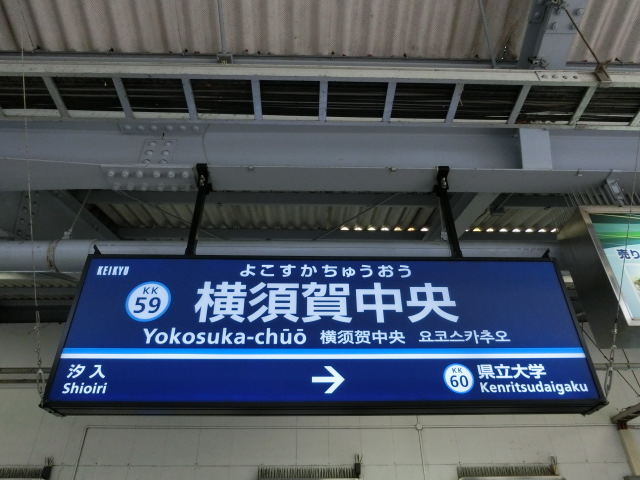 KEIKYU
よこすかちゅうおう
KK
59
横須賀中央
Yokosuka-chūō 横须贺中央 요코스카추오
汐入
Shioiri
→
KK
60
県立大学
Kenritsudaigaku
売り